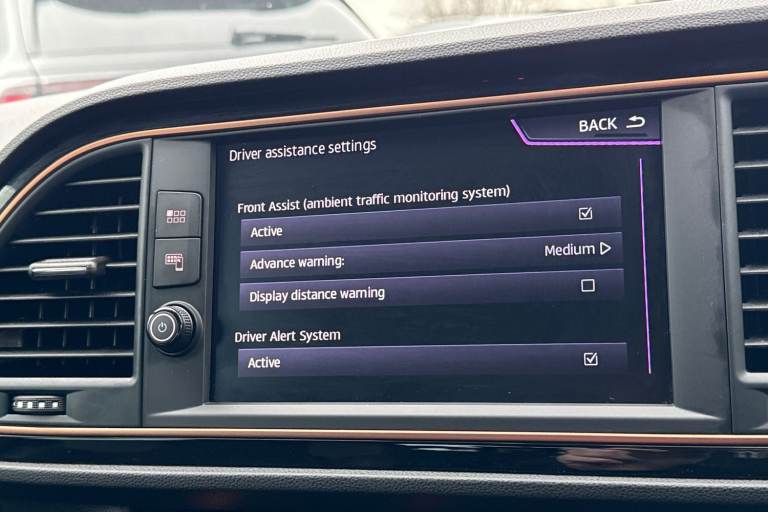 BACK
Driver assistance settings
Front Assist (ambient traffic monitoring system)
Active
Advance warning: Medium
Display distance warning
Driver Alert System
Active